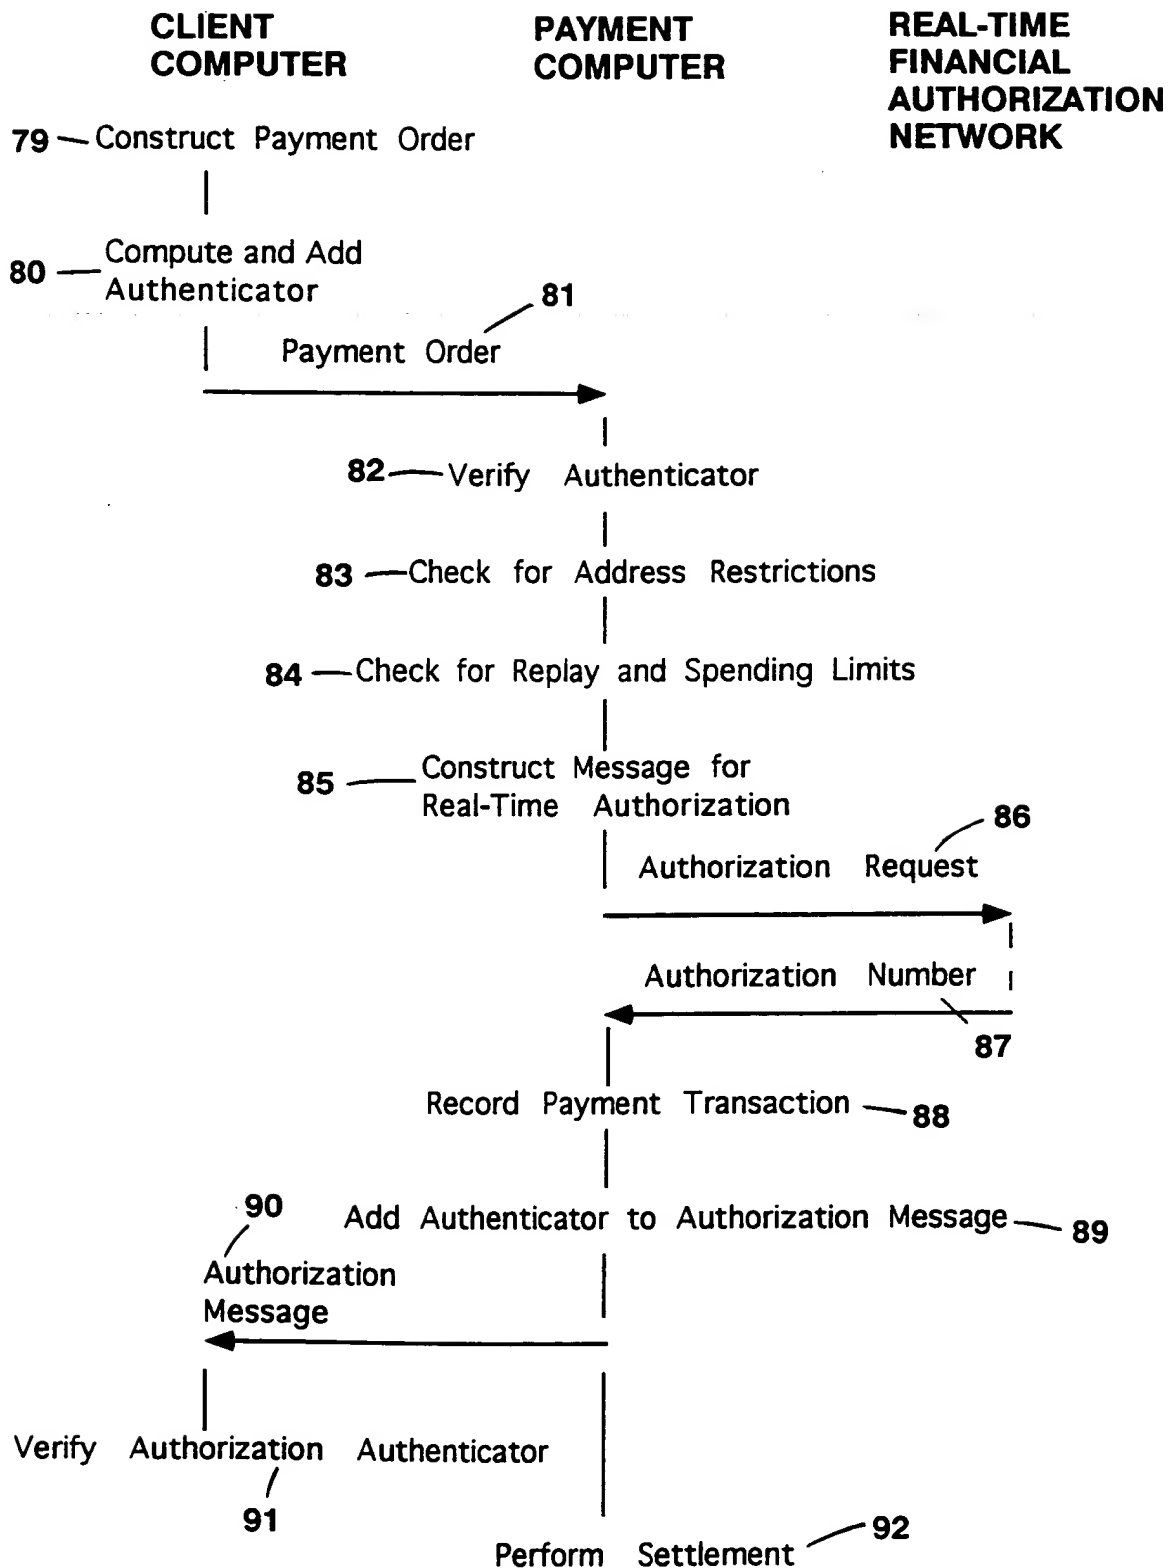 CLIENT
COMPUTER
PAYMENT
COMPUTER
REAL-TIME
FINANCIAL
AUTHORIZATION
NETWORK
79 Construct Payment Order
80 Compute and Add
Authenticator
81
Payment Order
82 Verify Authenticator
83 Check for Address Restrictions
84 Check for Replay and Spending Limits
85 Construct Message for
Real-Time Authorization
86
Authorization Request
Authorization Number
87
Record Payment Transaction 88
90
Add Authenticator to Authorization Message 89
Authorization
Message
Verify Authorization Authenticator
91
92
Perform Settlement